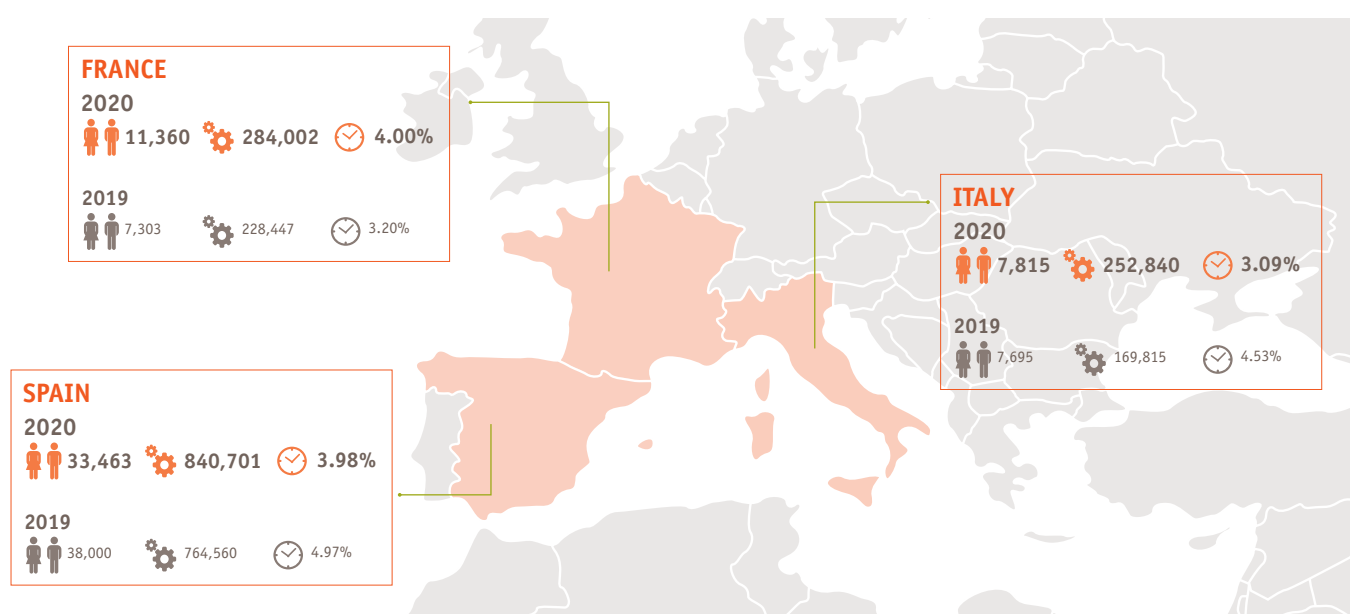 FRANCE
2020
11,360 284,002 4.00%
2019
7,303 228,447 3.20%
ITALY
2020
7,815 252,840 3.09%
2019
7,695 169,815 4.53%
SPAIN
2020
33,463 840,701 3.98%
2019
38,000 764,560 4.97%